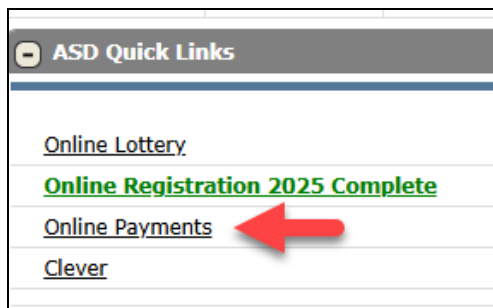 ASD Quick Links
Online Lottery
Online Registration 2025 Complete
Online Payments
Clever